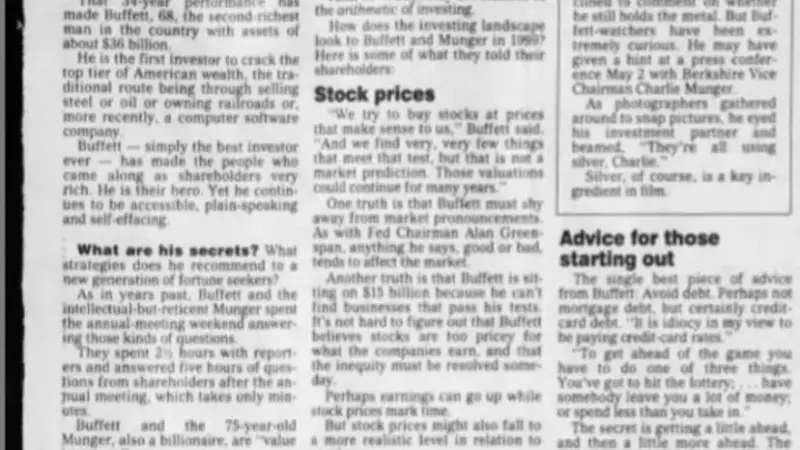 That 34-year performance has
made Buffett, 68, the second-richest
man in the country with assets of
about $36 billion.
He is the first investor to crack the
top tier of American wealth, the tra-
ditional route being through selling
steel or oil or owning railroads or,
more recently, a computer software
company.
Buffett — simply the best investor
ever — has made the people who
came along as shareholders very
rich. He is their hero. Yet he contin-
ues to be accessible, plain-speaking
and self-effacing.
What are his secrets? What
strategies does he recommend to a
new generation of fortune seekers?
As in years past, Buffett and the
intellectual-but-reticent Munger spent
the annual-meeting weekend answer-
ing those kinds of questions.
They spent 2½ hours with report-
ers and answered five hours of ques-
tions from shareholders after the an-
nual meeting, which takes only min-
utes.
Buffett and the 75-year-old
Munger, also a billionaire, are "value
the arithmetic of investing.
How does the investing landscape
look to Buffett and Munger in 1999?
Here is some of what they told their
shareholders:
Stock prices
"We try to buy stocks at prices
that make sense to us," Buffett said.
"And we find very, very few things
that meet that test, but that is not a
market prediction. Those valuations
could continue for many years."
One truth is that Buffett must shy
away from market pronouncements.
As with Fed Chairman Alan Green-
span, anything he says, good or bad,
tends to affect the market.
Another truth is that Buffett is sit-
ting on $15 billion because he can't
find businesses that pass his tests.
It's not hard to figure out that Buffett
believes stocks are too pricey for
what the companies earn, and that
the inequity must be resolved some-
day.
Perhaps earnings can go up while
stock prices mark time.
But stock prices might also fall to
a more realistic level in relation to
clined to comment on whether
he still holds the metal. But Buf-
fett-watchers have been ex-
tremely curious. He may have
given a hint at a press confer-
ence May 2 with Berkshire Vice
Chairman Charlie Munger.
As photographers gathered
around to snap pictures, he eyed
his investment partner and
beamed, "They're all using
silver, Charlie."
Silver, of course, is a key in-
gredient in film.
Advice for those
starting out
The single best piece of advice
from Buffett: Avoid debt. Perhaps not
mortgage debt, but certainly credit-
card debt. "It is idiocy in my view to
be paying credit-card rates."
"To get ahead of the game you
have to do one of three things.
You've got to hit the lottery; . . . have
somebody leave you a lot of money;
or spend less than you take in."
The secret is getting a little ahead,
and then a little more ahead. The